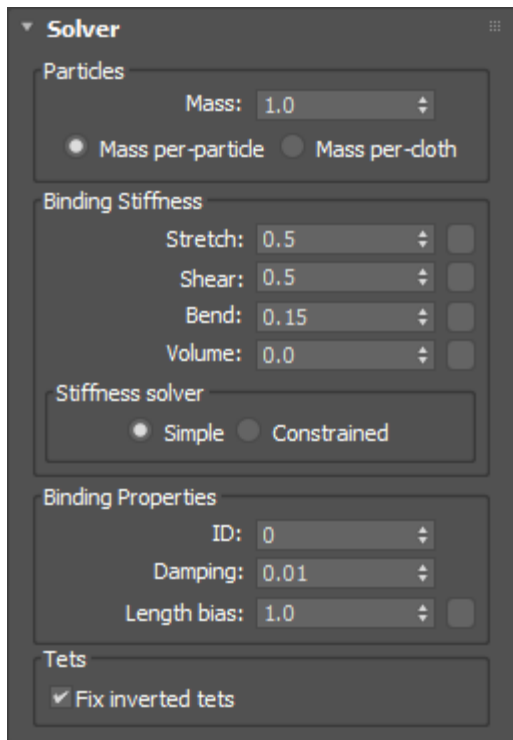 Solver
Particles
Mass: 1.0
Mass per-particle Mass per-cloth
Binding Stiffness
Stretch: 0.5
Shear: 0.5
Bend: 0.15
Volume: 0.0
Stiffness solver
Simple Constrained
Binding Properties
ID: 0
Damping: 0.01
Length bias: 1.0
Tets
Fix inverted tets